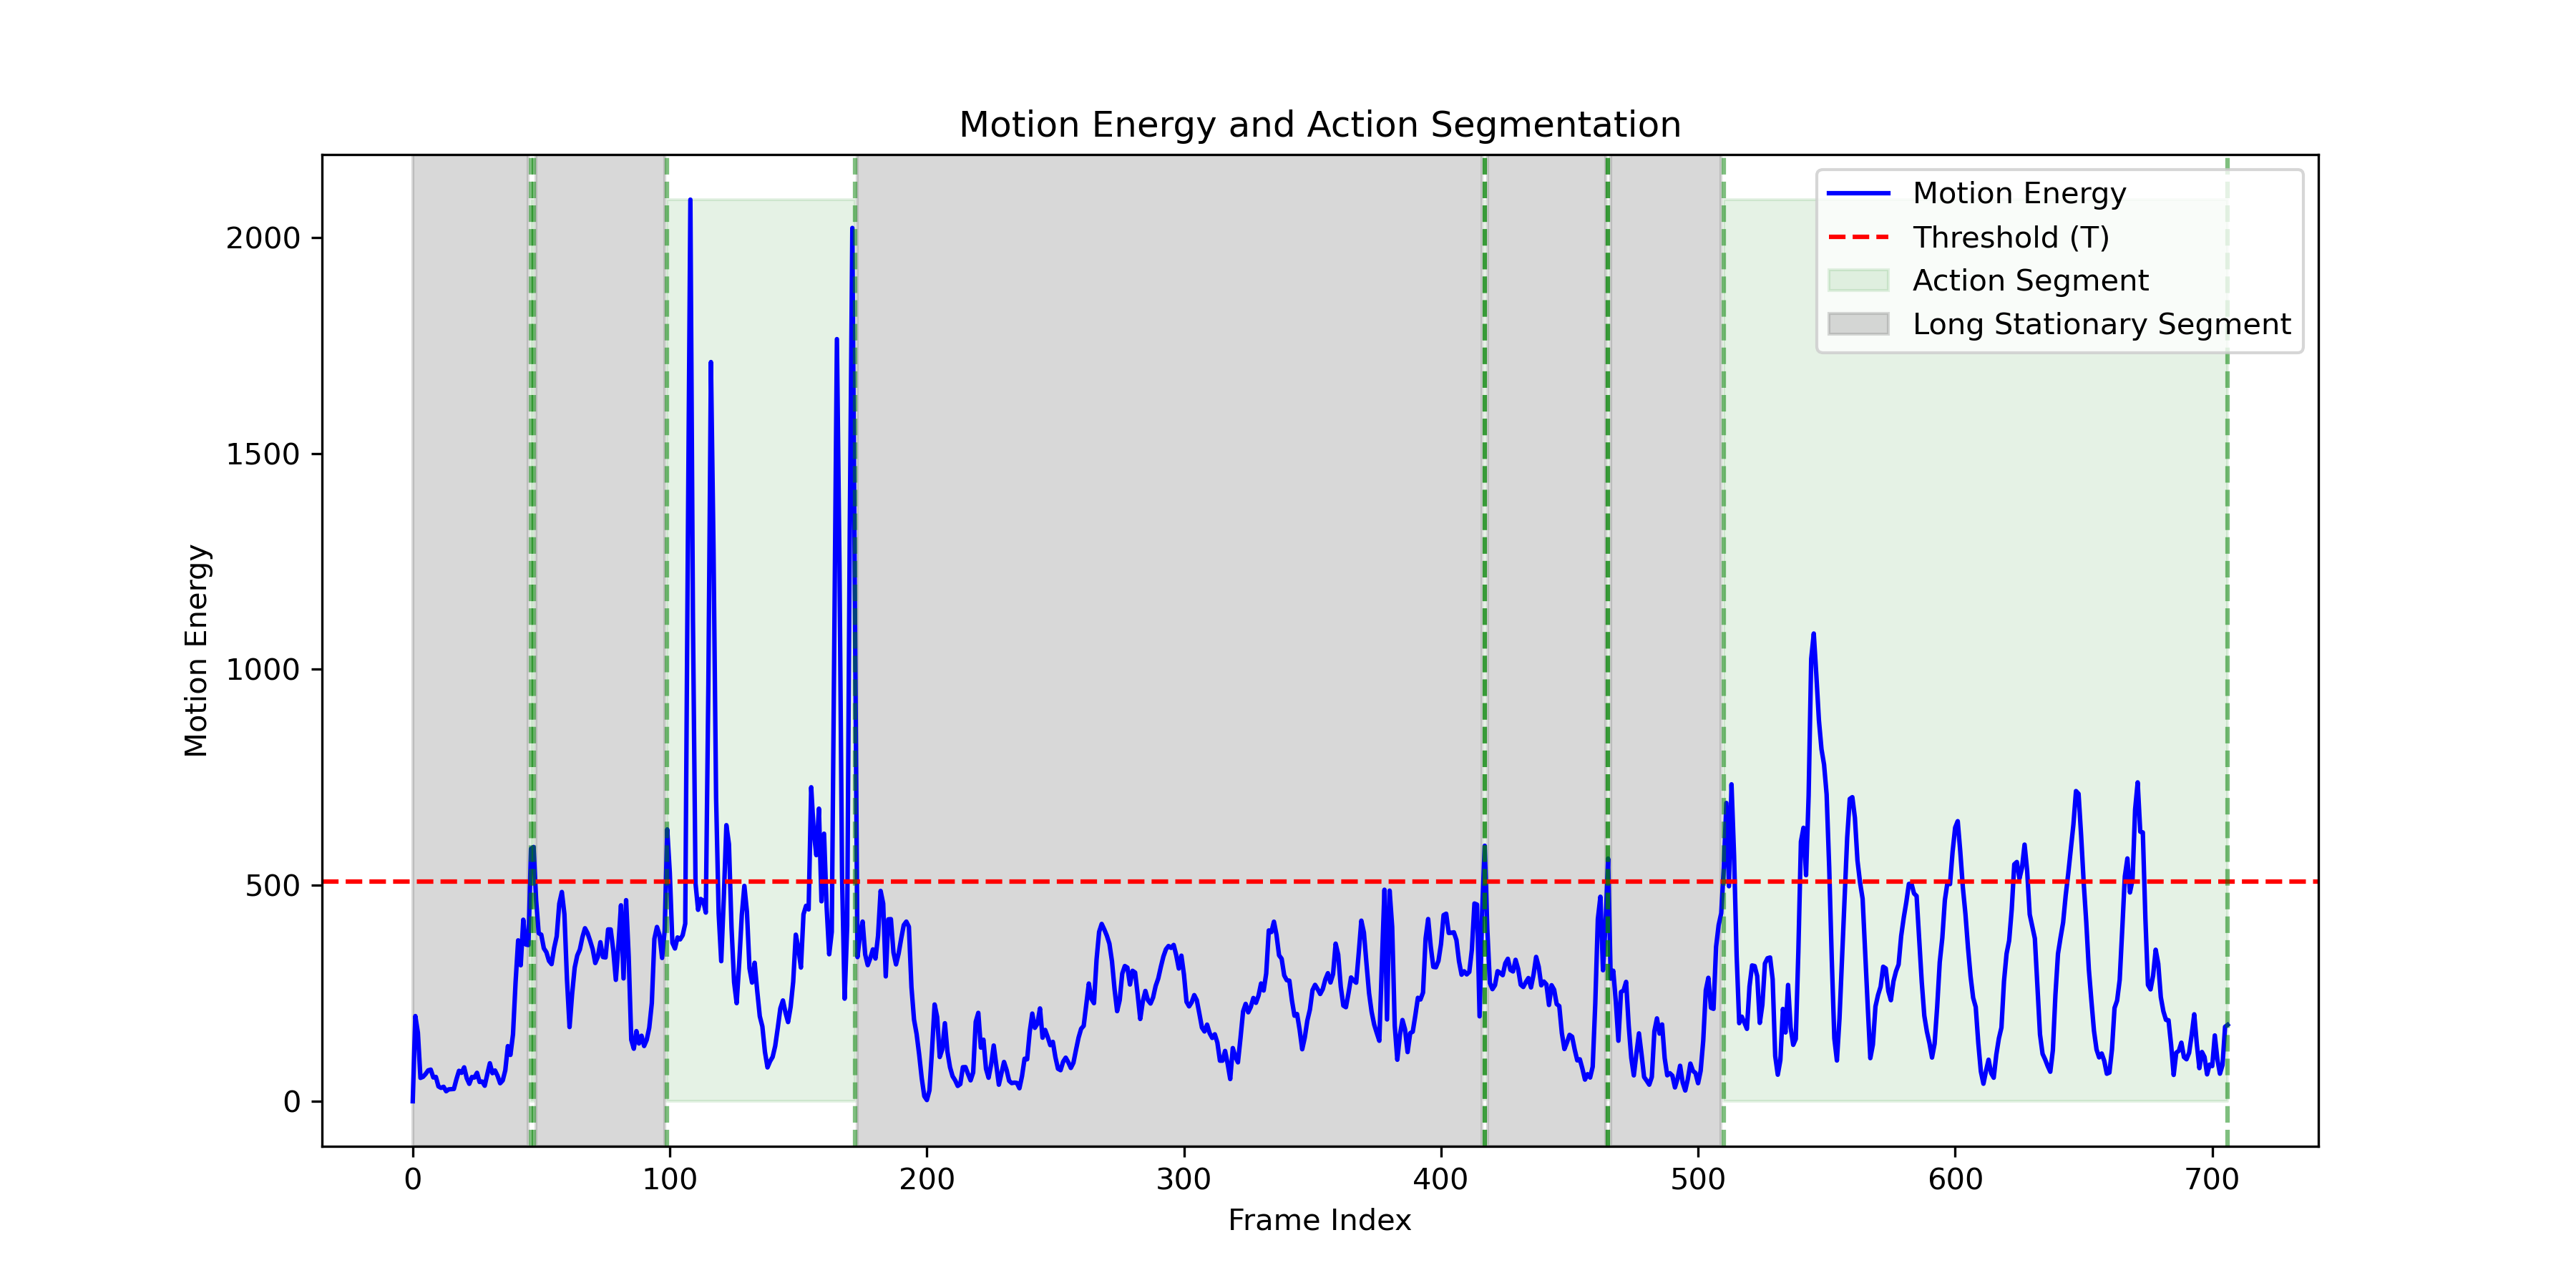 Motion Energy and Action Segmentation
Motion Energy
Threshold (T)
Action Segment
Long Stationary Segment
2000
1500
1000
500
0
Motion Energy
0 100 200 300 400 500 600 700
Frame Index